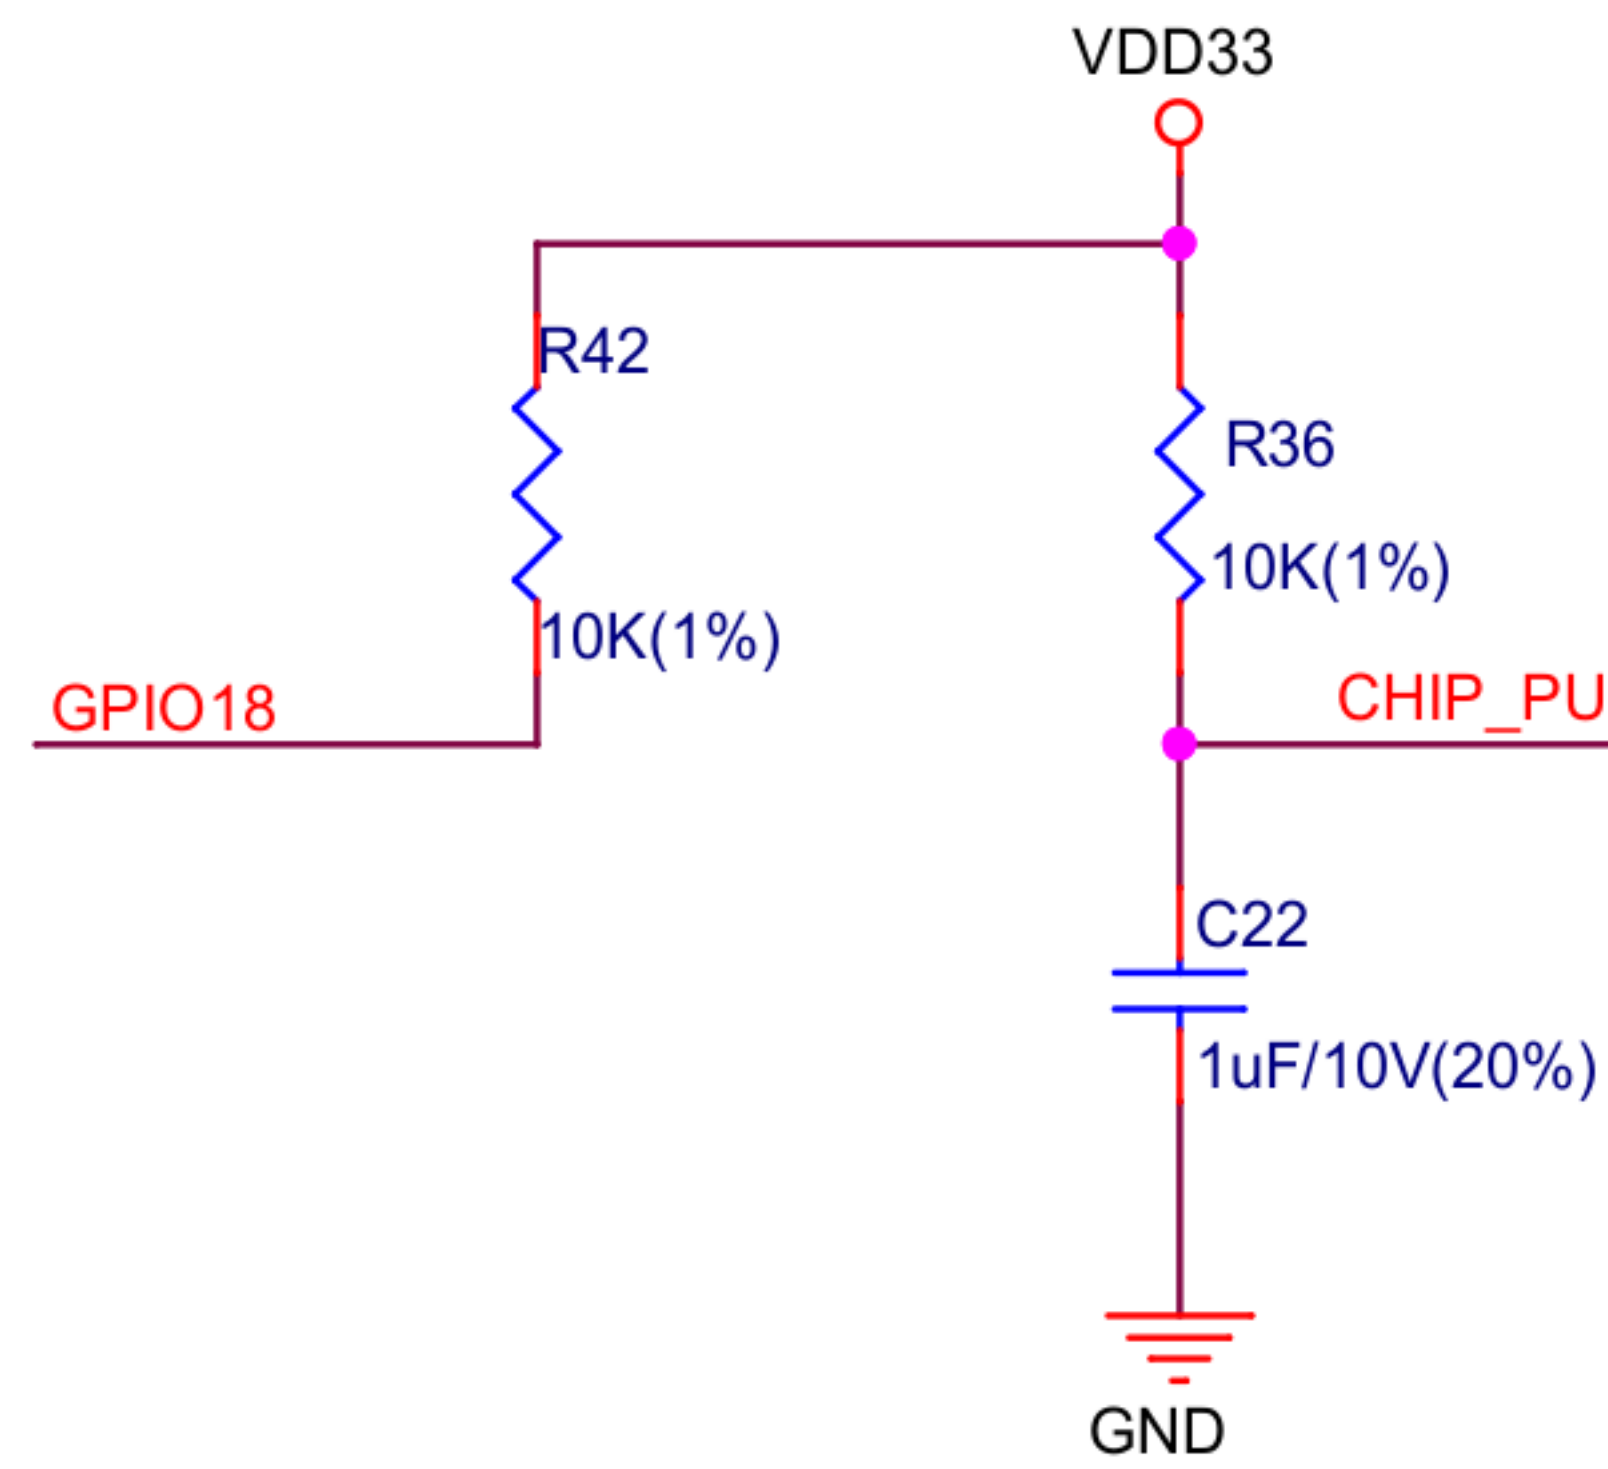 VDD33
R42
R36
10K(1%)
10K(1%)
GPIO18
CHIP_PU
C22
1uF/10V(20%)
GND